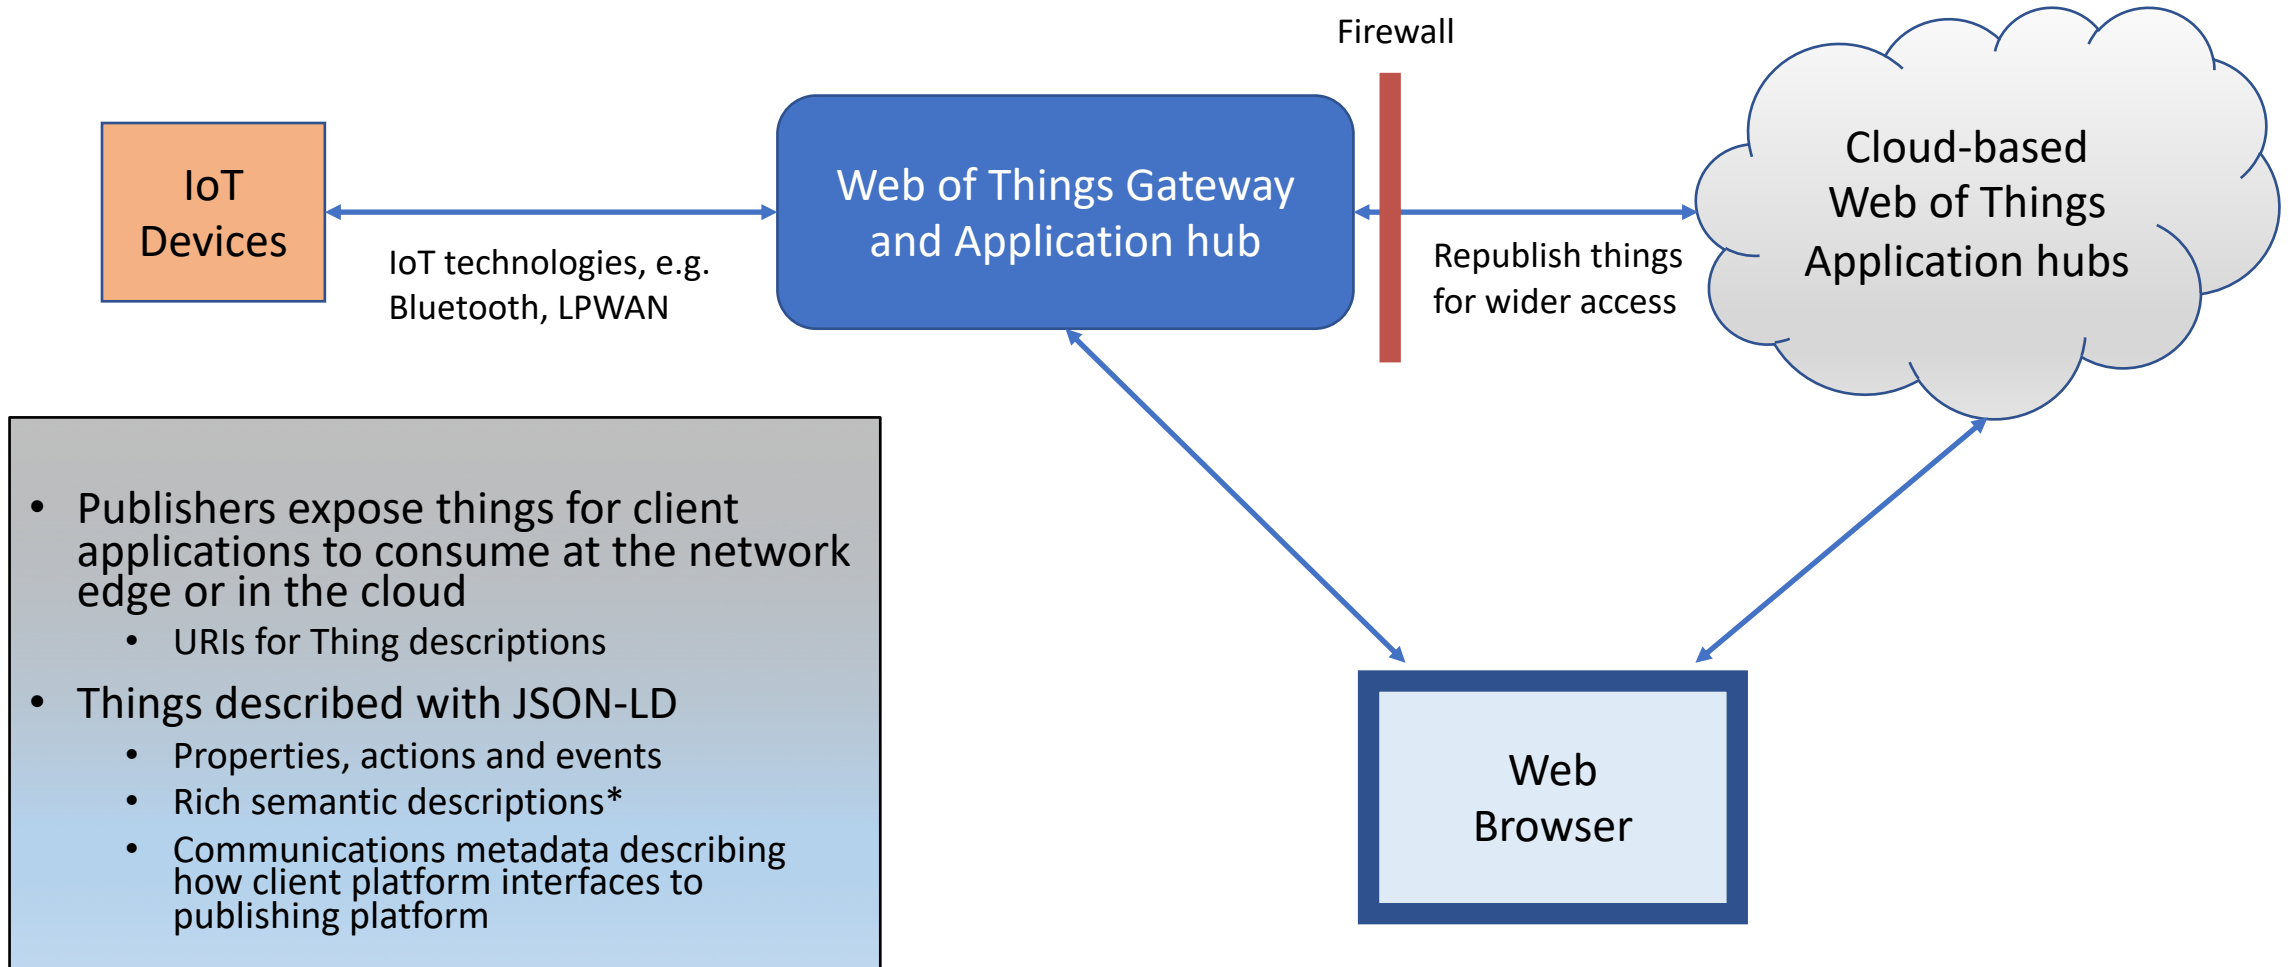 Firewall
IoT
Devices
IoT technologies, e.g.
Bluetooth, LPWAN
Web of Things Gateway
and Application hub
Republish things
for wider access
Cloud-based
Web of Things
Application hubs
• Publishers expose things for client
applications to consume at the network
edge or in the cloud
• URIs for Thing descriptions
• Things described with JSON-LD
• Properties, actions and events
• Rich semantic descriptions*
• Communications metadata describing
how client platform interfaces to
publishing platform
Web
Browser